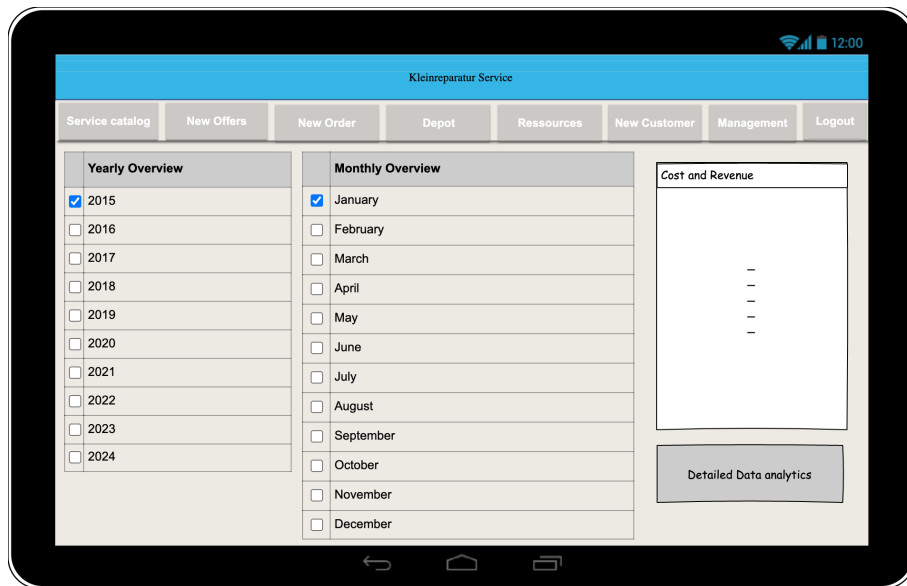 12:00
Kleinreparatur Service
Service catalog New Offers New Order Depot Ressources New Customer Management Logout
Yearly Overview
2015
2016
2017
2018
2019
2020
2021
2022
2023
2024
Monthly Overview
January
February
March
April
May
June
July
August
September
October
November
December
Cost and Revenue
_
_
_
_
_
Detailed Data analytics